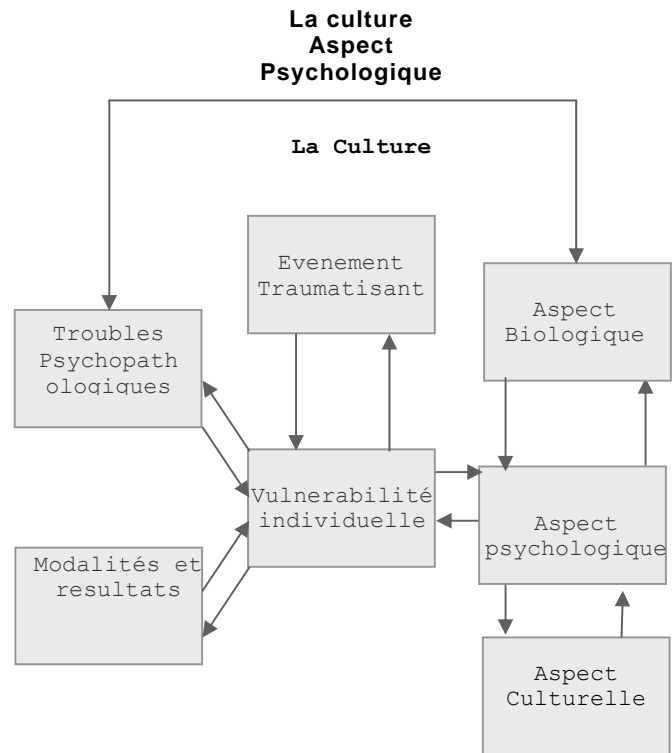 La culture
Aspect
Psychologique
La Culture
Evenement
Traumatisant
Aspect
Biologique
Troubles
Psychopath
ologiques
Vulnerabilité
individuelle
Aspect
psychologique
Modalités et
resultats
Aspect
Culturelle